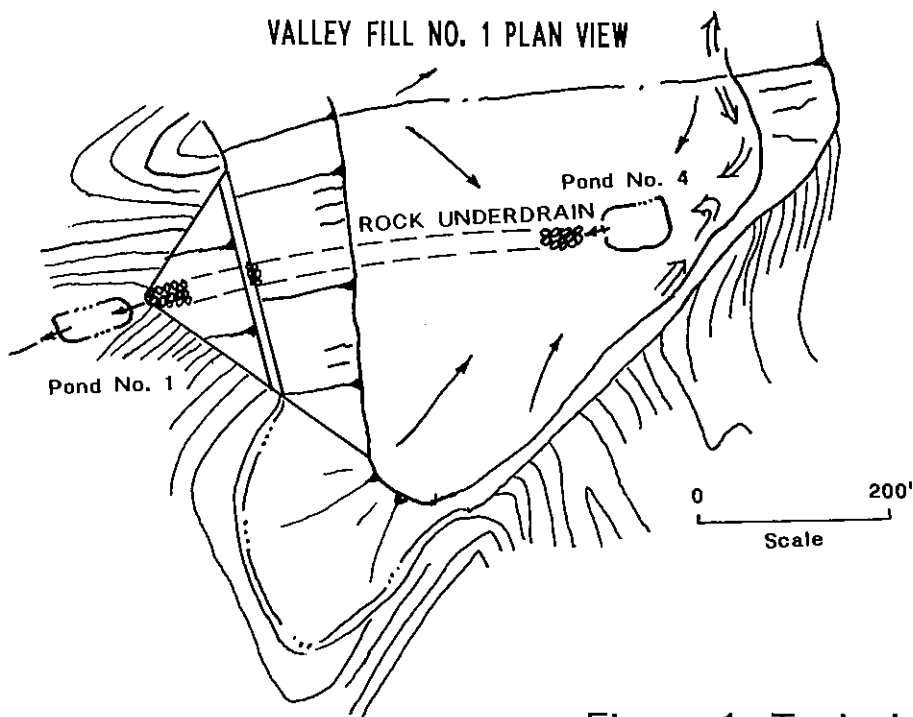 VALLEY FILL NO. 1 PLAN VIEW
Pond No. 4
ROCK UNDERDRAIN
Pond No. 1
0 200'
Scale